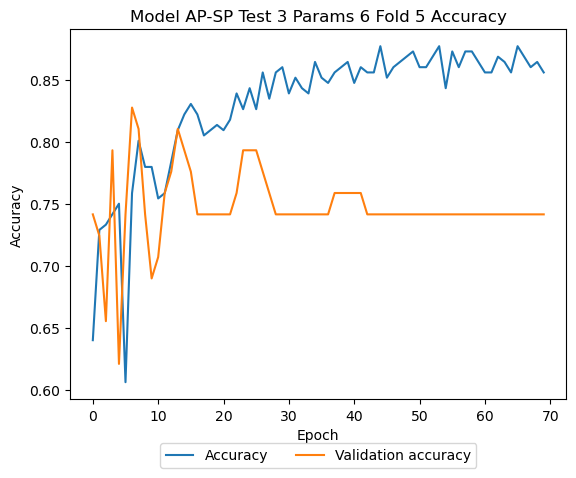 Model AP-SP Test 3 Params 6 Fold 5 Accuracy
0.85
0.80
0.75
0.70
0.65
0.60
Accuracy
0 10 20 30 40 50 60 70
Epoch
Accuracy Validation accuracy